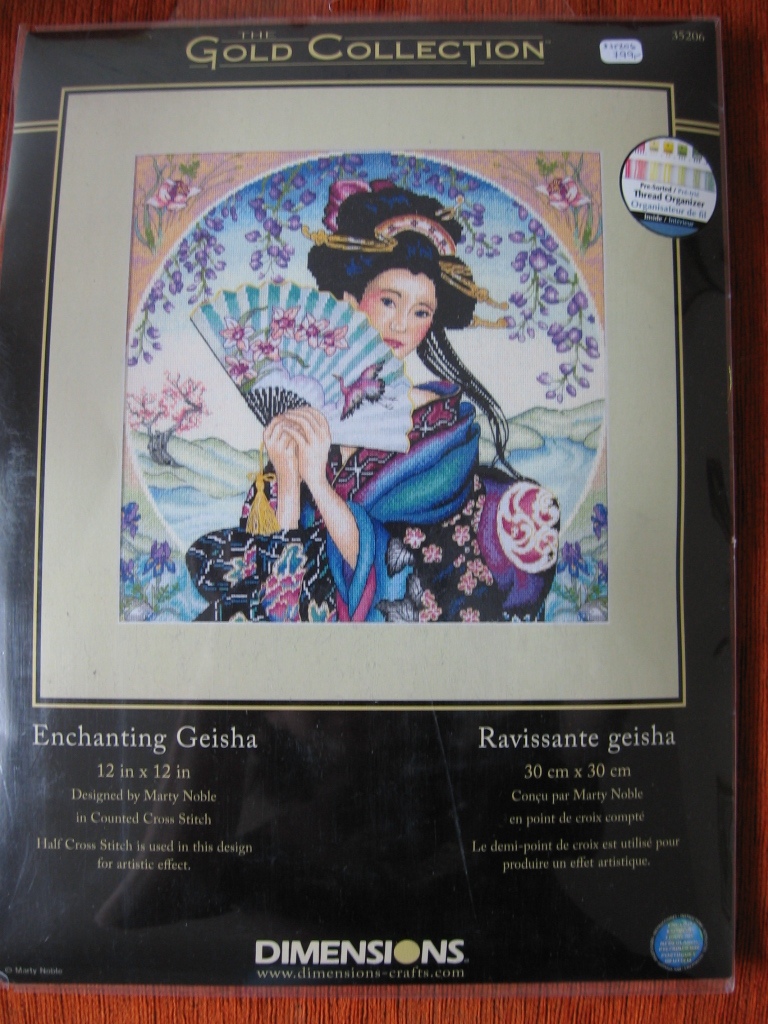 THE
GOLD COLLECTION
35206
Pre-Sorted /
Thread Organizer
Organisateur de fil
Inside / Intérieur
Enchanting Geisha
12 in x 12 in
Designed by Marty Noble
in Counted Cross Stitch
Half Cross Stitch is used in this design
for artistic effect.
Ravissante geisha
30 cm x 30 cm
Conçu par Marty Noble
en point de croix compté
Le demi-point de croix est utilisé pour
produire un effet artistique.
DIMENSIONS
www.dimensions-crafts.com
© Marty Noble